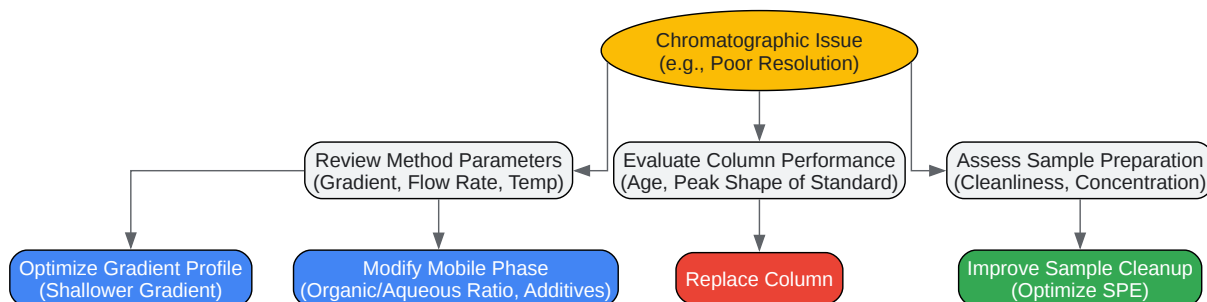 Chromatographic Issue
(e.g., Poor Resolution)
Review Method Parameters
(Gradient, Flow Rate, Temp)
Evaluate Column Performance
(Age, Peak Shape of Standard)
Assess Sample Preparation
(Cleanliness, Concentration)
Optimize Gradient Profile
(Shallower Gradient)
Modify Mobile Phase
(Organic/Aqueous Ratio, Additives)
Replace Column
Improve Sample Cleanup
(Optimize SPE)